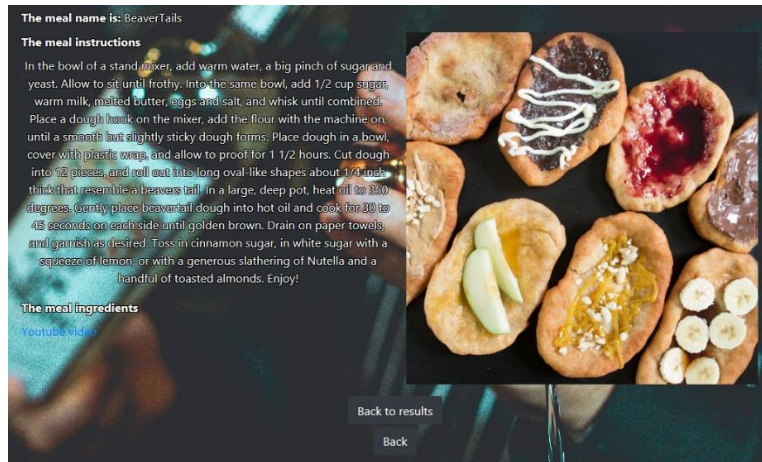 The meal name is: BeaverTails
The meal instructions
In the bowl of a stand mixer, add warm water, a big pinch of sugar and
yeast. Allow to sit until frothy. Into the same bowl, add 1/2 cup sugar,
warm milk, melted butter, eggs and salt, and whisk until combined.
Place a dough hook on the mixer, add the flour with the machine on,
until a smooth but slightly sticky dough forms. Place dough in a bowl,
cover with plastic wrap, and allow to proof for 1 1/2 hours. Cut dough
into 12 pieces, and roll out into long oval-like shapes about 1/4 inch
thick that resemble a beavers tail. In a large, deep pot, heat oil to 350
degrees. Gently place beavertail dough into hot oil and cook for 30 to
45 seconds on each side until golden brown. Drain on paper towels,
and garnish as desired. Toss in cinnamon sugar, in white sugar with a
squeeze of lemon, or with a generous slathering of Nutella and a
handful of toasted almonds. Enjoy!
The meal ingredients
Youtube video
Back to results
Back